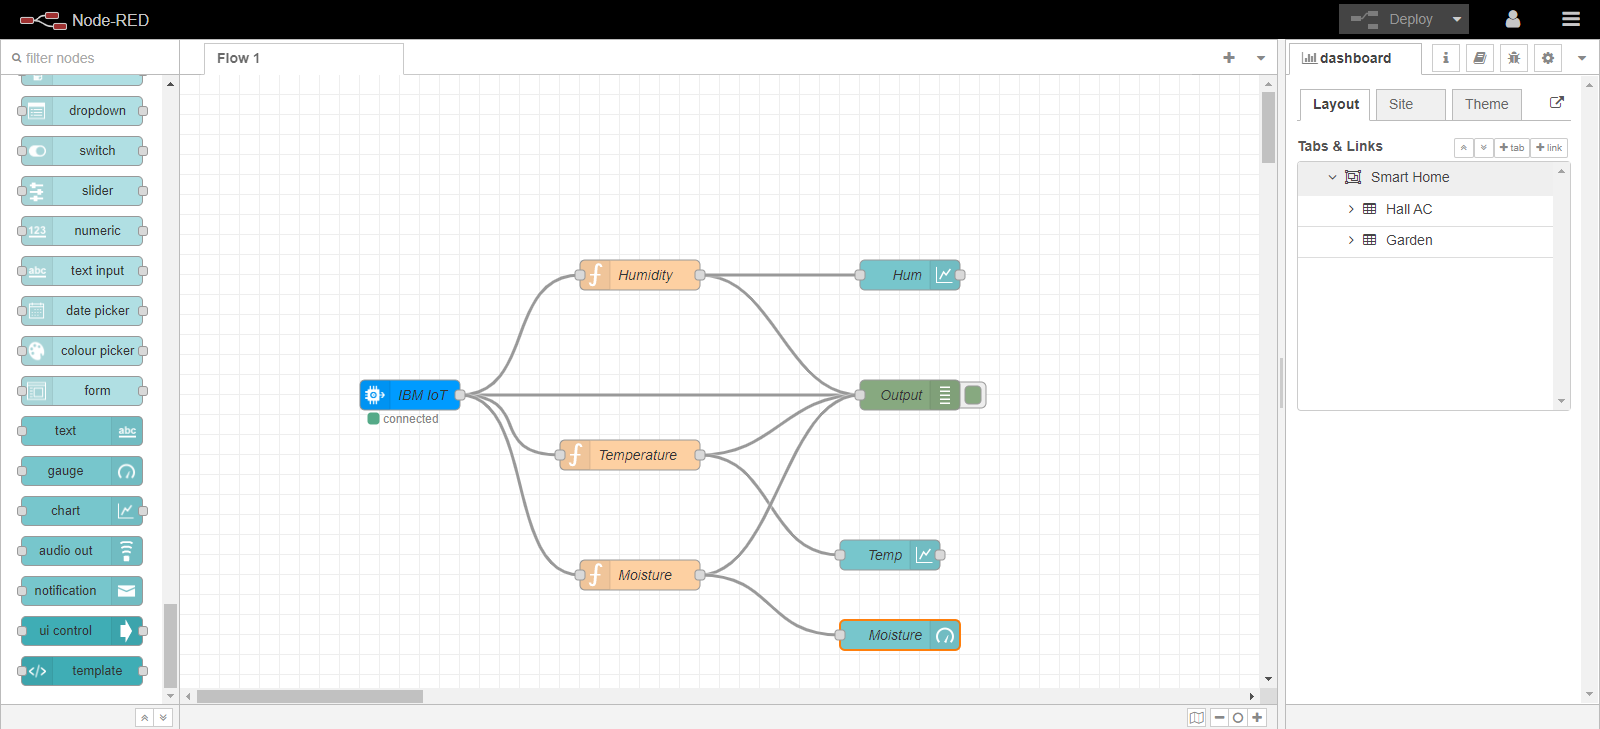 Node-RED
Deploy
filter nodes
Flow 1
dashboard
dropdown
switch
slider
123 numeric
abc text input
date picker
colour picker
form
text abc
gauge
chart
audio out
notification
ui control
template
Humidity
Hum
IBM IoT
connected
Output
Temperature
Temp
Moisture
Moisture
Layout
Site
Theme
Tabs & Links
tab
link
Smart Home
Hall AC
Garden